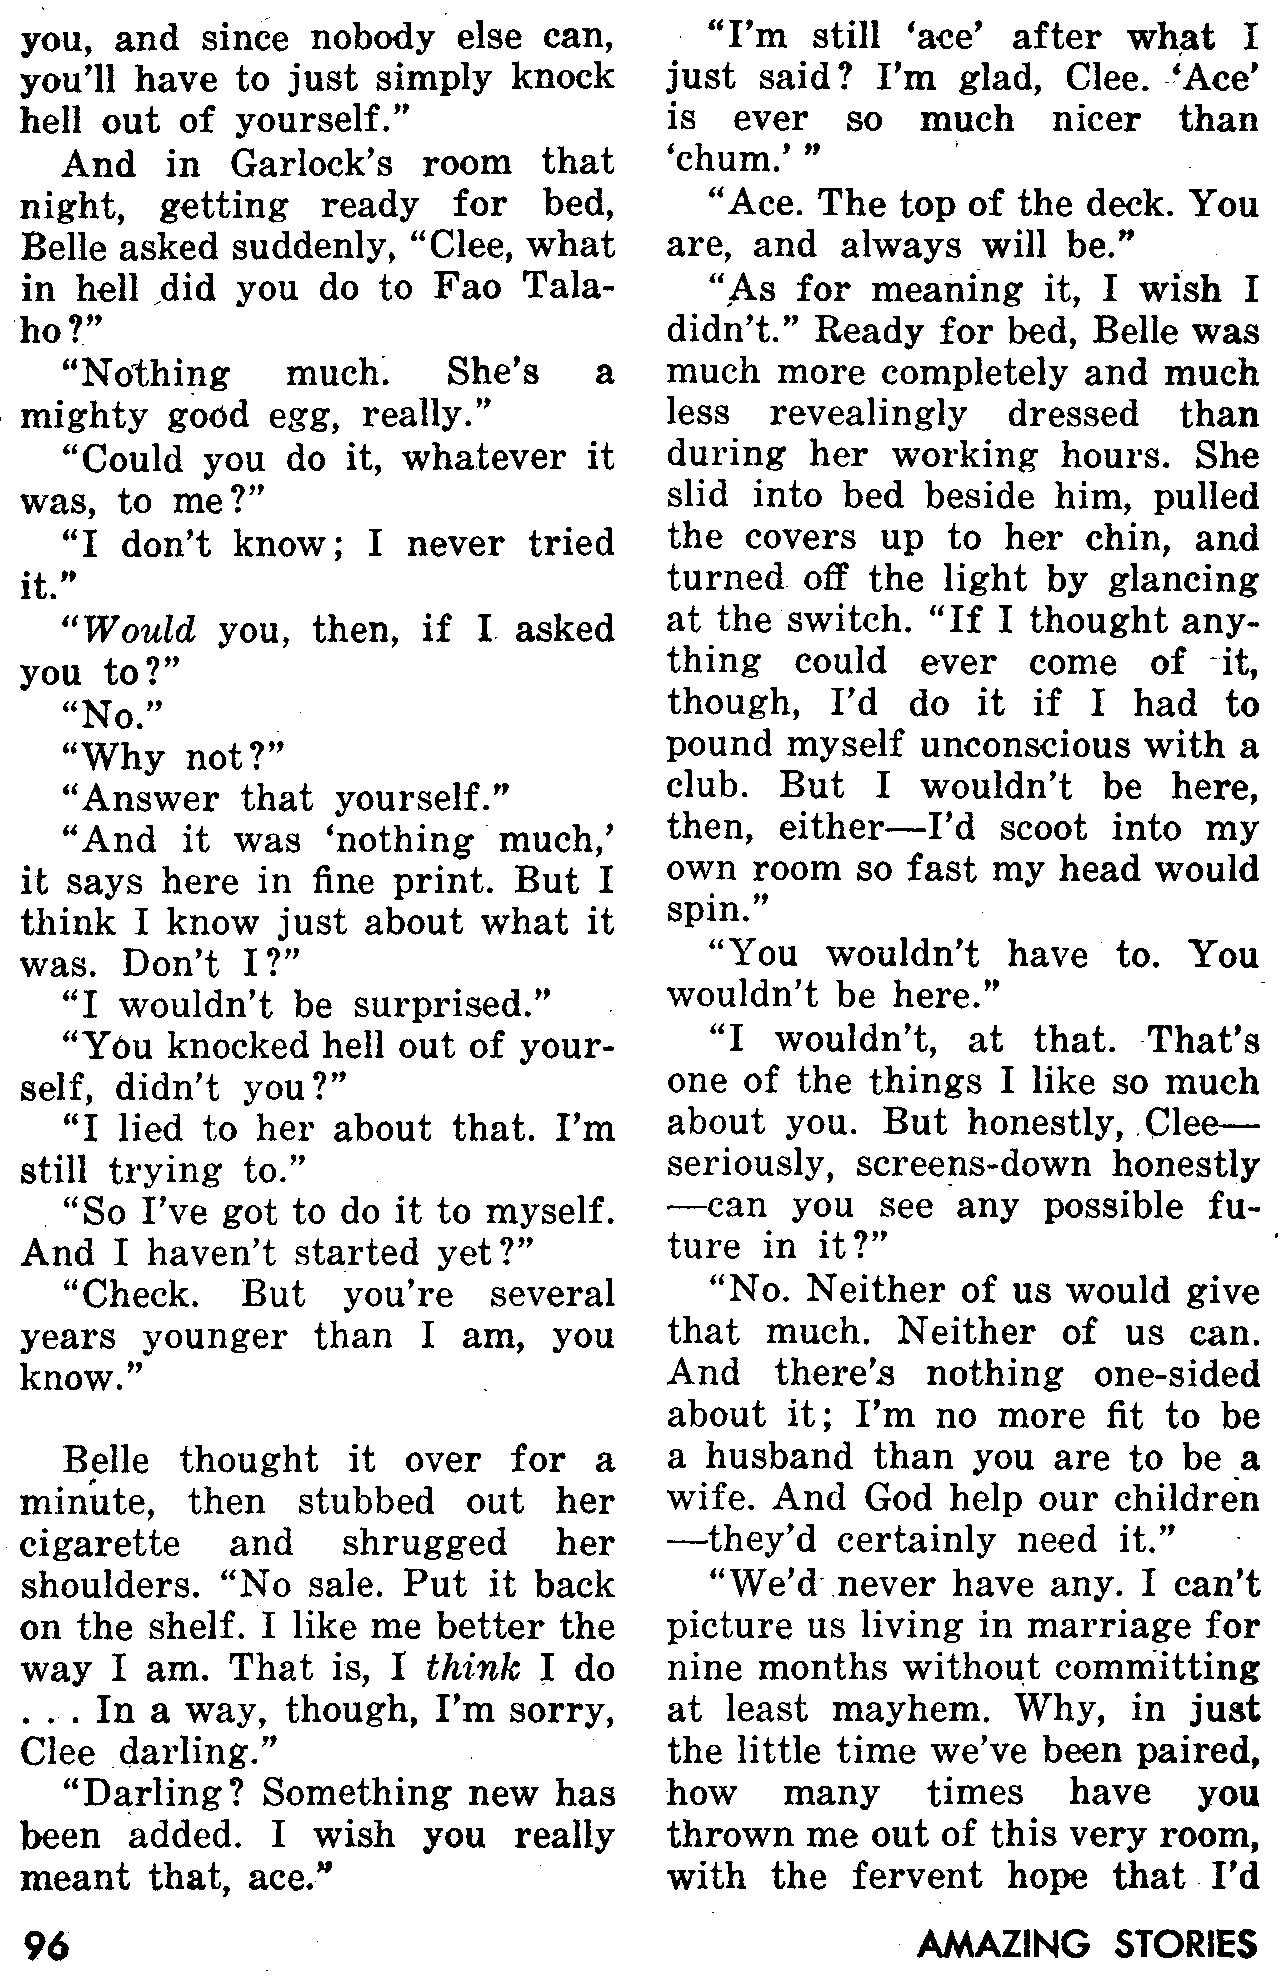 you, and since nobody else can,
you'll have to just simply knock
hell out of yourself."
And in Garlock's room that
night, getting ready for bed,
Belle asked suddenly, "Clee, what
in hell did you do to Fao Tala-
ho?"
"Nothing much. She's a
mighty good egg, really."
"Could you do it, whatever it
was, to me?"
"I don't know; I never tried
it."
"Would you, then, if I asked
you to?"
"No."
"Why not?"
"Answer that yourself."
"And it was 'nothing much,'
it says here in fine print. But I
think I know just about what it
was. Don't I?"
"I wouldn't be surprised."
"You knocked hell out of your-
self, didn't you?"
"I lied to her about that. I'm
still trying to."
"So I've got to do it to myself.
And I haven't started yet?"
"Check. But you're several
years younger than I am, you
know."
Belle thought it over for a
minute, then stubbed out her
cigarette and shrugged her
shoulders. "No sale. Put it back
on the shelf. I like me better the
way I am. That is, I think I do
. . . In a way, though, I'm sorry,
Clee darling."
"Darling? Something new has
been added. I wish you really
meant that, ace."
"I'm still 'ace' after what I
just said? I'm glad, Clee. 'Ace'
is ever so much nicer than
'chum.' "
"Ace. The top of the deck. You
are, and always will be."
"As for meaning it, I wish I
didn't." Ready for bed, Belle was
much more completely and much
less revealingly dressed than
during her working hours. She
slid into bed beside him, pulled
the covers up to her chin, and
turned off the light by glancing
at the switch. "If I thought any-
thing could ever come of it,
though, I'd do it if I had to
pound myself unconscious with a
club. But I wouldn't be here,
then, either—I'd scoot into my
own room so fast my head would
spin."
"You wouldn't have to. You
wouldn't be here."
"I wouldn't, at that. That's
one of the things I like so much
about you. But honestly, Clee—
seriously, screens-down honestly
—can you see any possible fu-
ture in it?"
"No. Neither of us would give
that much. Neither of us can.
And there's nothing one-sided
about it; I'm no more fit to be
a husband than you are to be a
wife. And God help our children
—they'd certainly need it."
"We'd never have any. I can't
picture us living in marriage for
nine months without committing
at least mayhem. Why, in just
the little time we've been paired,
how many times have you
thrown me out of this very room,
with the fervent hope that I'd
96 AMAZING STORIES